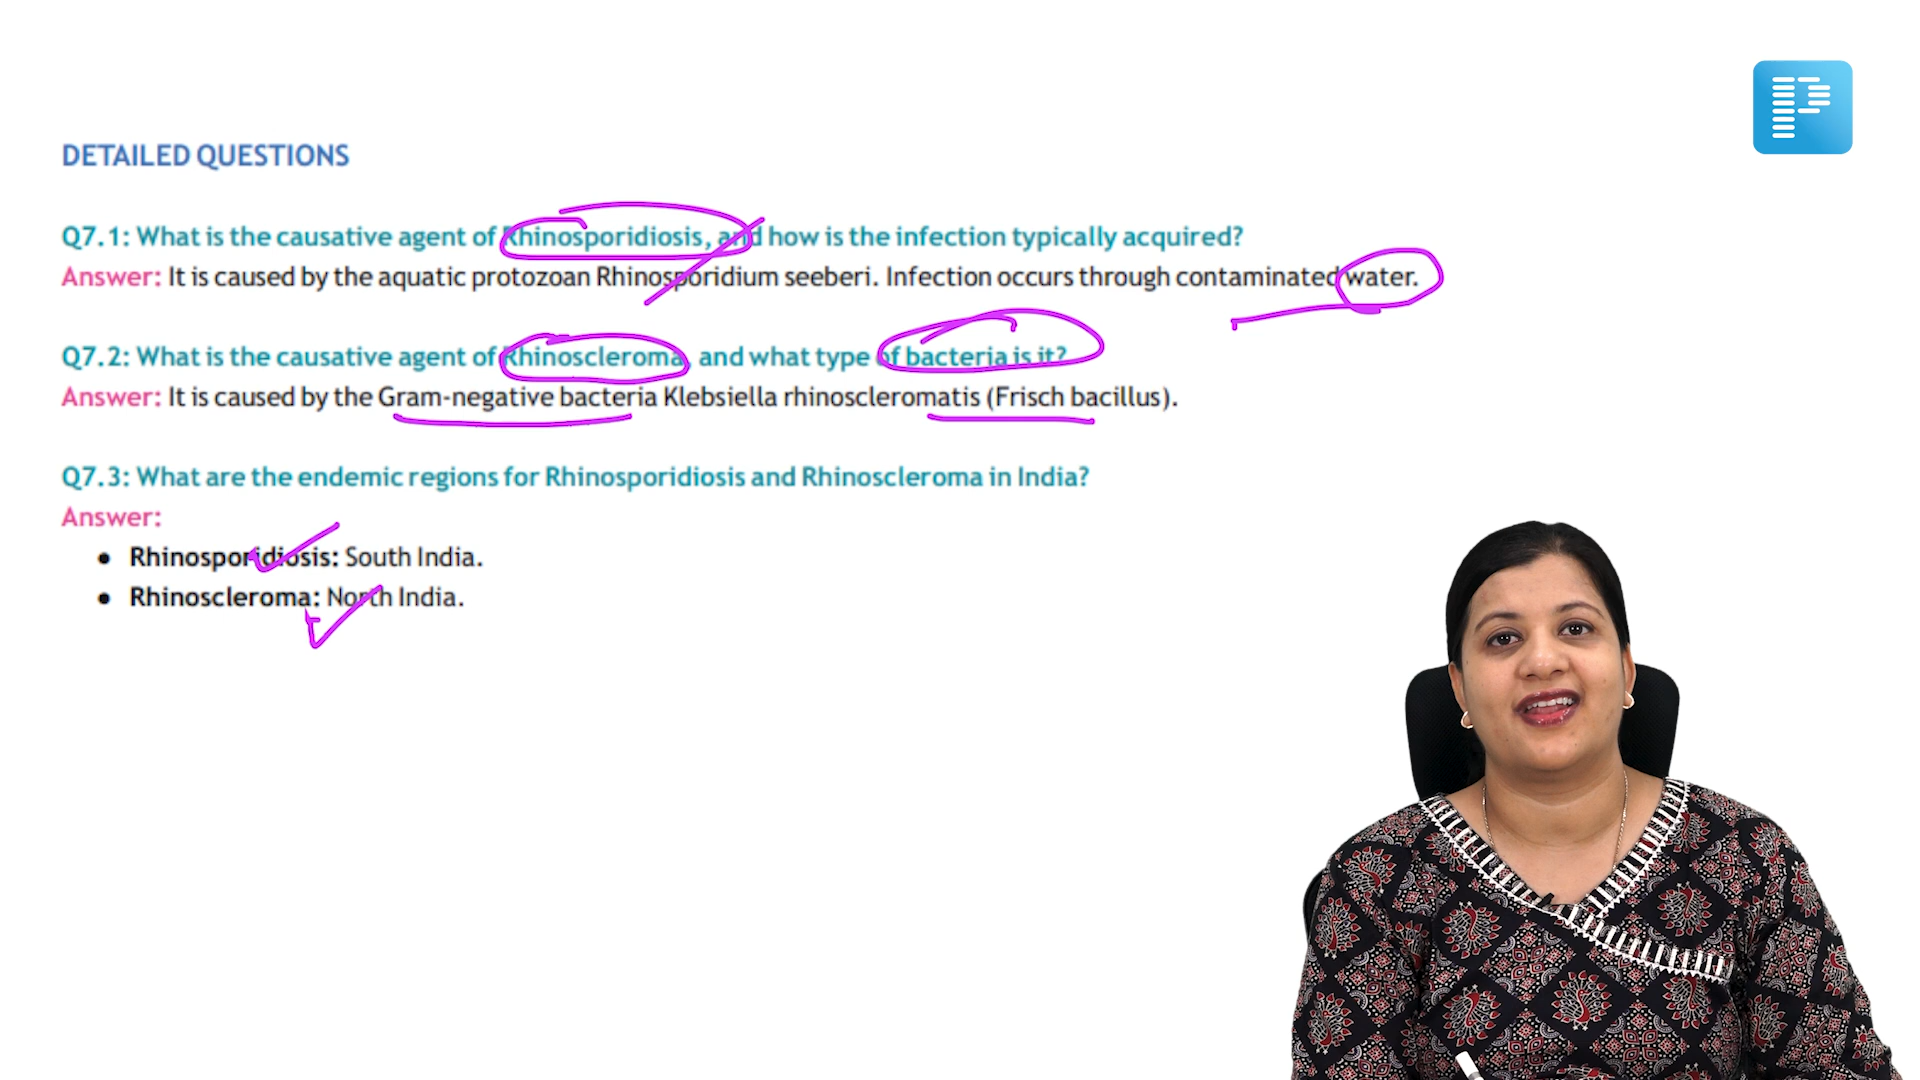 DETAILED QUESTIONS
Q7.1: What is the causative agent of Rhinosporidiosis, and how is the infection typically acquired?
Answer: It is caused by the aquatic protozoan Rhinosporidium seeberi. Infection occurs through contaminated water.
Q7.2: What is the causative agent of Rhinoscleroma, and what type of bacteria is it?
Answer: It is caused by the Gram-negative bacteria Klebsiella rhinoscleromatis (Frisch bacillus).
Q7.3: What are the endemic regions for Rhinosporidiosis and Rhinoscleroma in India?
Answer:
● Rhinosporidiosis: South India.
● Rhinoscleroma: North India.